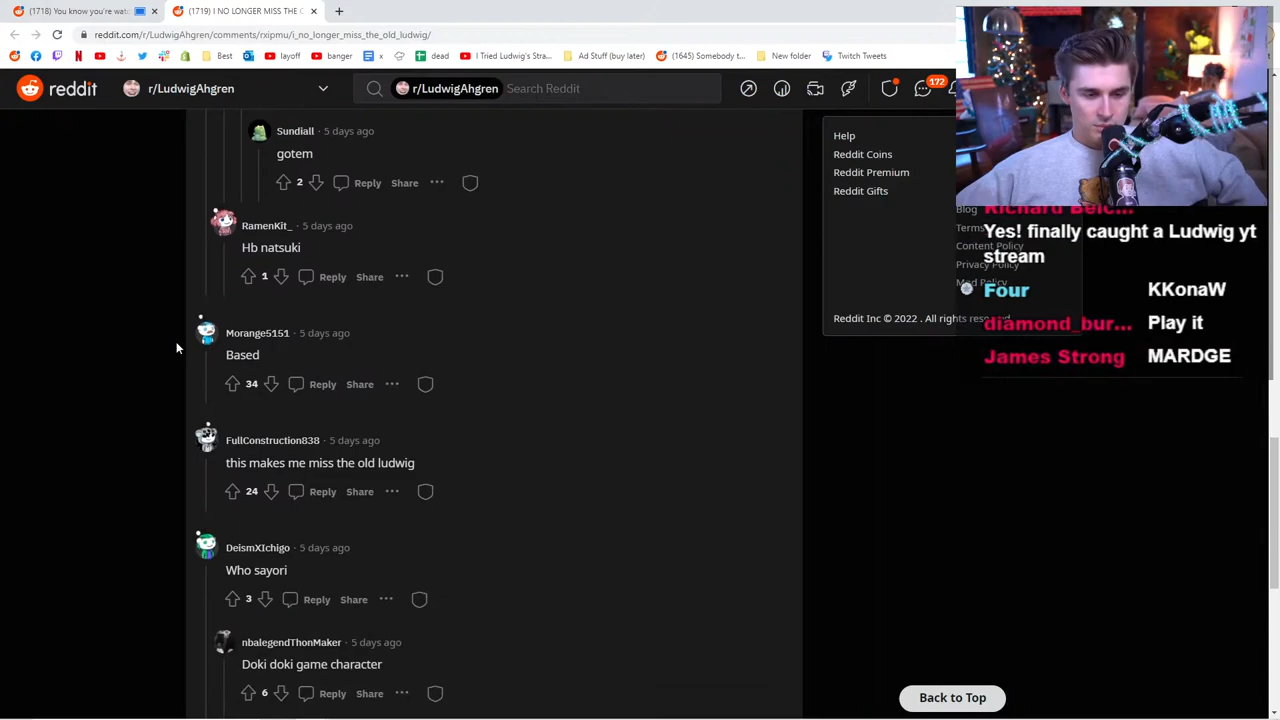 (1718) You know you're wat
(1719) I NO LONGER MISS THE O
reddit.com/r/LudwigAhgren/comments/rxipmu/i_no_longer_miss_the_old_ludwig/
Best
layoff
banger
x
dead
I Tried Ludwig's Stra...
Ad Stuff (buy later)
(1645) Somebody t
New folder
Twitch Tweets
reddit
r/LudwigAhgren
r/LudwigAhgren
Search Reddit
172
Sundiall · 5 days ago
gotem
2 Reply Share ...
RamenKit_ · 5 days ago
Hb natsuki
1 Reply Share ...
Morange5151 · 5 days ago
Based
34 Reply Share ...
FullConstruction838 · 5 days ago
this makes me miss the old ludwig
24 Reply Share ...
DeismXIchigo · 5 days ago
Who sayori
3 Reply Share ...
nbalegendThonMaker · 5 days ago
Doki doki game character
6 Reply Share ...
Help
Reddit Coins
Reddit Premium
Reddit Gifts
Blog
Terms
Content Policy
Privacy Policy
Mod Policy
Reddit Inc © 2022 . All rights reserved
Richard Belc...
Yes! finally caught a Ludwig yt
stream
Four KKonaW
diamond_bur... Play it
James Strong MARDGE
Back to Top